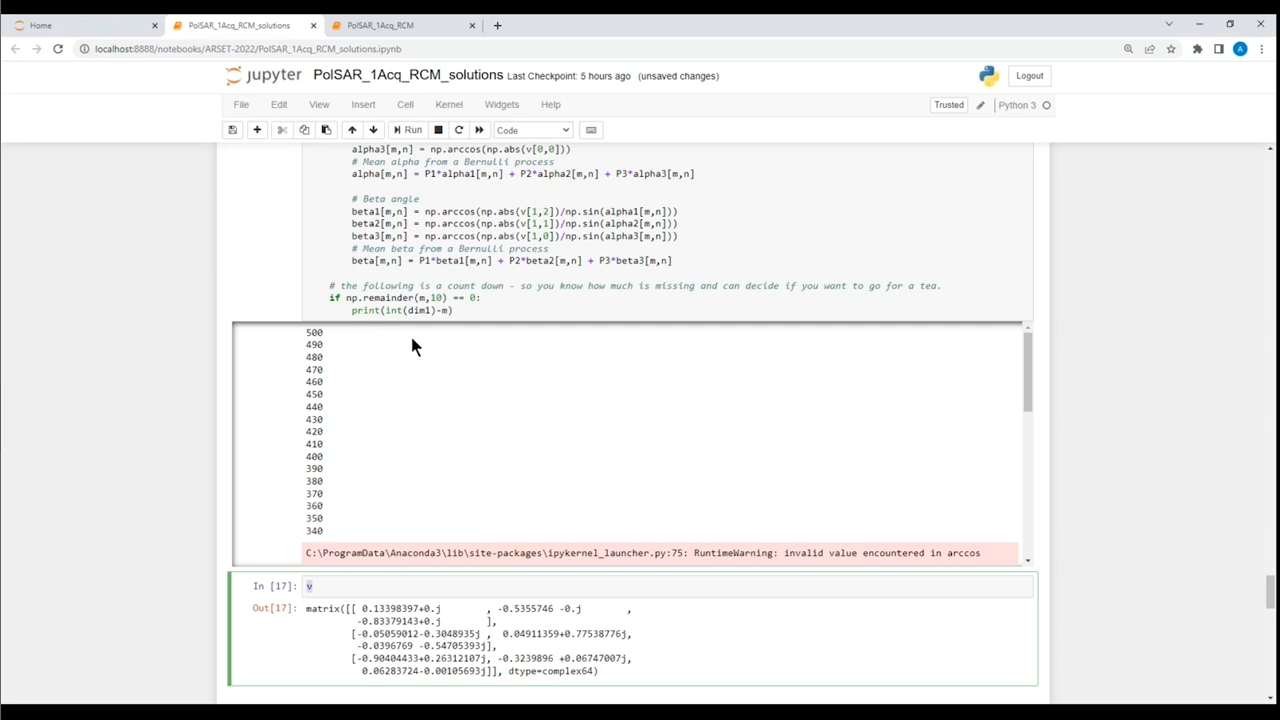 Home
PolSAR_1Acq_RCM_solutions
PolSAR_1Acq_RCM
localhost:8888/notebooks/ARSET-2022/PolSAR_1Acq_RCM_solutions.ipynb
A
jupyter PolSAR_1Acq_RCM_solutions Last Checkpoint: 5 hours ago (unsaved changes)
Logout
File Edit View Insert Cell Kernel Widgets Help
Trusted Python 3
Run Code
alpha3[m,n] = np.arccos(np.abs(v[0,0]))
# Mean alpha from a Bernulli process
alpha[m,n] = P1*alpha1[m,n] + P2*alpha2[m,n] + P3*alpha3[m,n]
# Beta angle
beta1[m,n] = np.arccos(np.abs(v[1,2])/np.sin(alpha1[m,n]))
beta2[m,n] = np.arccos(np.abs(v[1,1])/np.sin(alpha2[m,n]))
beta3[m,n] = np.arccos(np.abs(v[1,0])/np.sin(alpha3[m,n]))
# Mean beta from a Bernulli process
beta[m,n] = P1*beta1[m,n] + P2*beta2[m,n] + P3*beta3[m,n]
# the following is a count down - so you know how much is missing and can decide if you want to go for a tea.
if np.remainder(m,10) == 0:
print(int(dim1)-m)
500
490
480
470
460
450
440
430
420
410
400
390
380
370
360
350
340
C:\ProgramData\Anaconda3\lib\site-packages\ipykernel_launcher.py:75: RuntimeWarning: invalid value encountered in arccos
In [17]: v
Out[17]: matrix([[ 0.13398397+0.j , -0.5355746 -0.j ,
-0.83379143+0.j ],
[-0.05059012-0.3048935j , 0.04911359+0.77538776j,
-0.0396769 -0.54705393j],
[-0.90404433+0.26312107j, -0.3239896 +0.06747007j,
0.06283724-0.00105693j]], dtype=complex64)